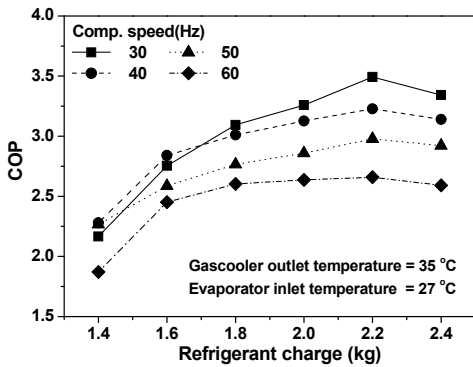 4.0
Comp. speed(Hz)
30 50
40 60
3.5
3.0
COP
2.5
2.0
Gascooler outlet temperature = 35 °C
Evaporator inlet temperature = 27 °C
1.5
1.4 1.6 1.8 2.0 2.2 2.4
Refrigerant charge (kg)